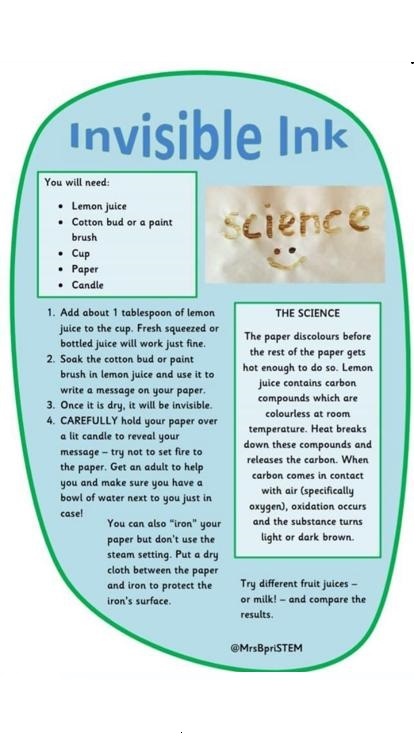 Invisible Ink
You will need:
• Lemon juice
• Cotton bud or a paint
brush
• Cup
• Paper
• Candle
science
1. Add about 1 tablespoon of lemon
juice to the cup. Fresh squeezed or
bottled juice will work just fine.
2. Soak the cotton bud or paint
brush in lemon juice and use it to
write a message on your paper.
3. Once it is dry, it will be invisible.
4. CAREFULLY hold your paper over
a lit candle to reveal your
message – try not to set fire to
the paper. Get an adult to help
you and make sure you have a
bowl of water next to you just in
case!
You can also “iron” your
paper but don’t use the
steam setting. Put a dry
cloth between the paper
and iron to protect the
iron’s surface.
THE SCIENCE
The paper discolours before
the rest of the paper gets
hot enough to do so. Lemon
juice contains carbon
compounds which are
colourless at room
temperature. Heat breaks
down these compounds and
releases the carbon. When
carbon comes in contact
with air (specifically
oxygen), oxidation occurs
and the substance turns
light or dark brown.
Try different fruit juices –
or milk! – and compare the
results.
@MrsBpriSTEM